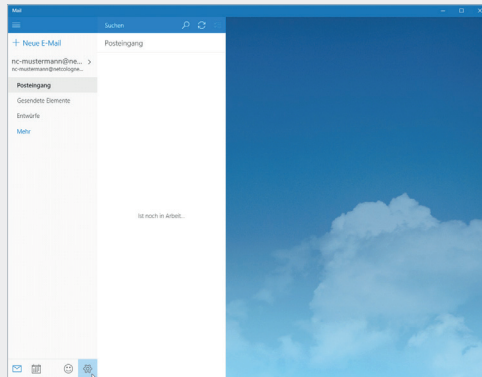 Mail
Suchen
+ Neue E-Mail
Posteingang
nc-mustermann@ne...
nc-mustermann@netcologne...
Posteingang
Gesendete Elemente
Entwürfe
Mehr
Ist noch in Arbeit...